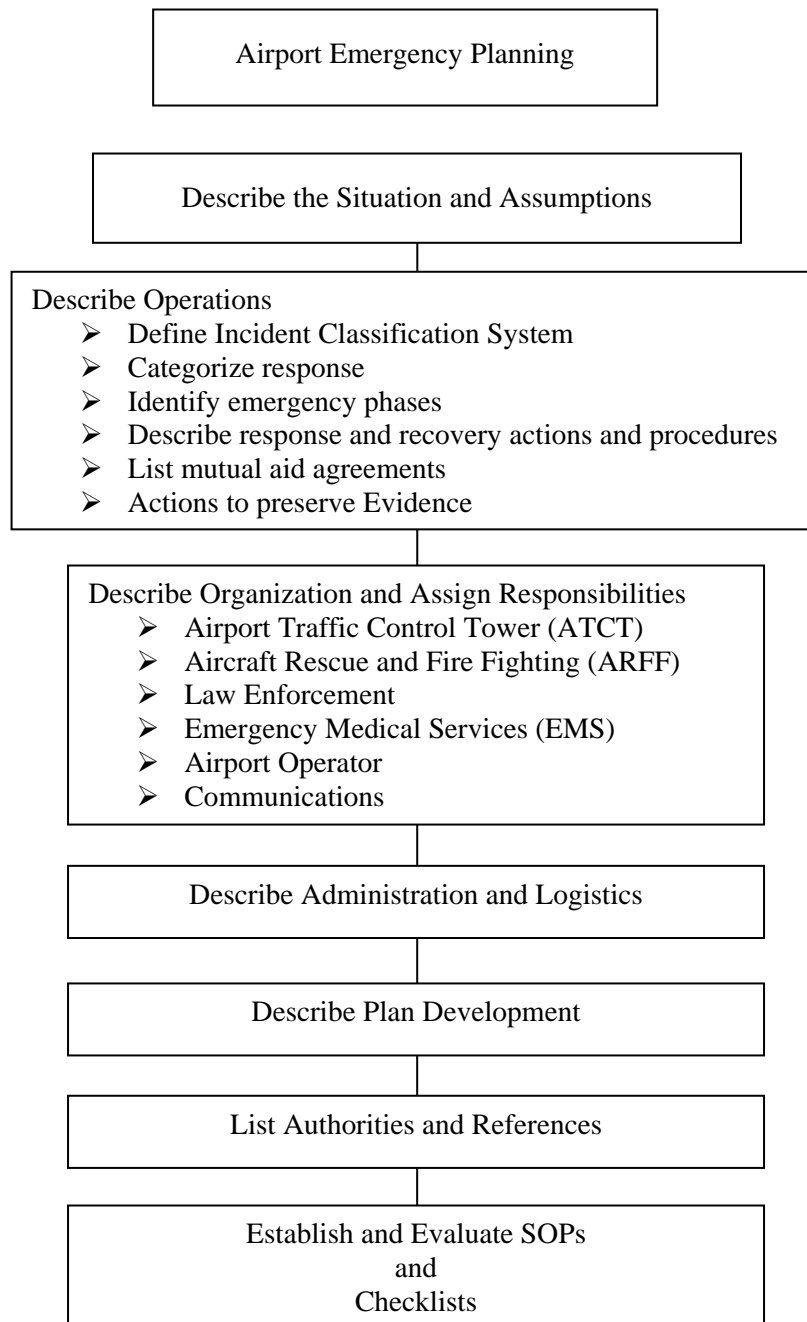 Airport Emergency Planning
Describe the Situation and Assumptions
Describe Operations
➢ Define Incident Classification System
➢ Categorize response
➢ Identify emergency phases
➢ Describe response and recovery actions and procedures
➢ List mutual aid agreements
➢ Actions to preserve Evidence
Describe Organization and Assign Responsibilities
➢ Airport Traffic Control Tower (ATCT)
➢ Aircraft Rescue and Fire Fighting (ARFF)
➢ Law Enforcement
➢ Emergency Medical Services (EMS)
➢ Airport Operator
➢ Communications
Describe Administration and Logistics
Describe Plan Development
List Authorities and References
Establish and Evaluate SOPs
and
Checklists